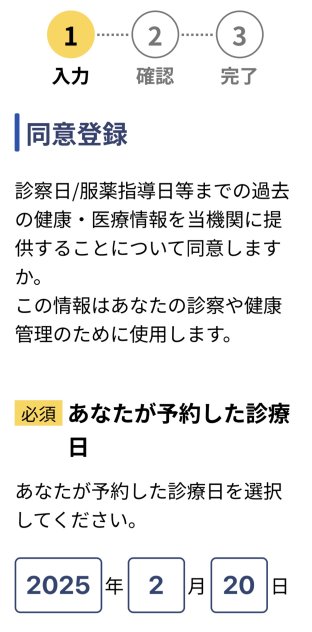 1 2 3
入力 確認 完了
同意登録
診察日/服薬指導日等までの過去
の健康・医療情報を当機関に提
供することについて同意します
か。
この情報はあなたの診察や健康
管理のために使用します。
必須 あなたが予約した診療
日
あなたが予約した診療日を選択
してください。
2025 年 2 月 20 日